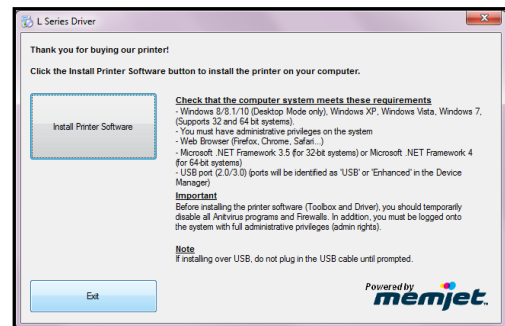 L Series Driver
Thank you for buying our printer!
Click the Install Printer Software button to install the printer on your computer.
Install Printer Software
Check that the computer system meets these requirements
- Windows 8/8.1/10 (Desktop Mode only), Windows XP, Windows Vista, Windows 7,
(Supports 32 and 64 bit systems).
- You must have administrative privileges on the system
- Web Browser (Firefox, Chrome, Safari...)
- Microsoft .NET Framework 3.5 (for 32-bit systems) or Microsoft .NET Framework 4
(for 64-bit systems)
- USB port (2.0/3.0) (ports will be identified as 'USB' or 'Enhanced' in the Device
Manager)
Important
Before installing the printer software (Toolbox and Driver), you should temporarily
disable all Antivirus programs and Firewalls. In addition, you must be logged onto
the system with full administrative privileges (admin rights).
Note
If installing over USB, do not plug in the USB cable until prompted.
Exit
Powered by
memjet.